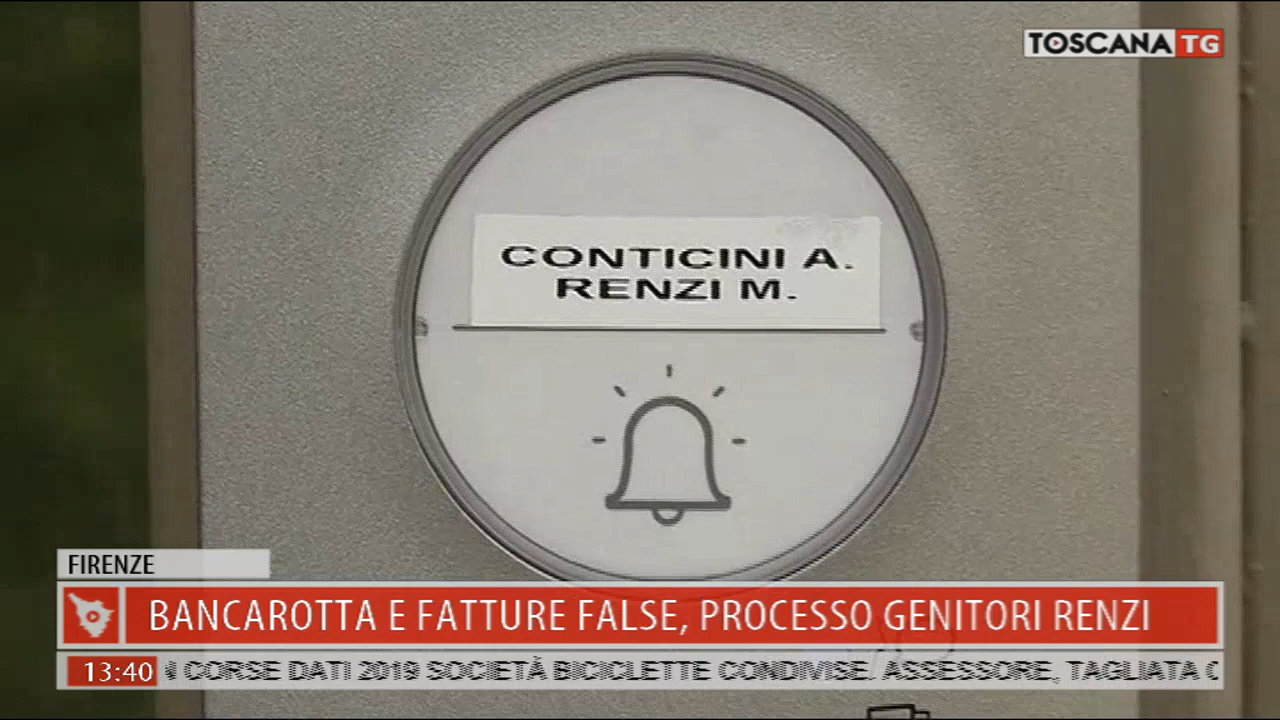 TOSCANA TG
CONTICINI A.
RENZI M.
FIRENZE
BANCAROTTA E FATTURE FALSE, PROCESSO GENITORI RENZI
13:40 CORSE DATI 2019 SOCIETÀ BICICLETTE CONDIVISE. ASSESSORE, TAGLIATA